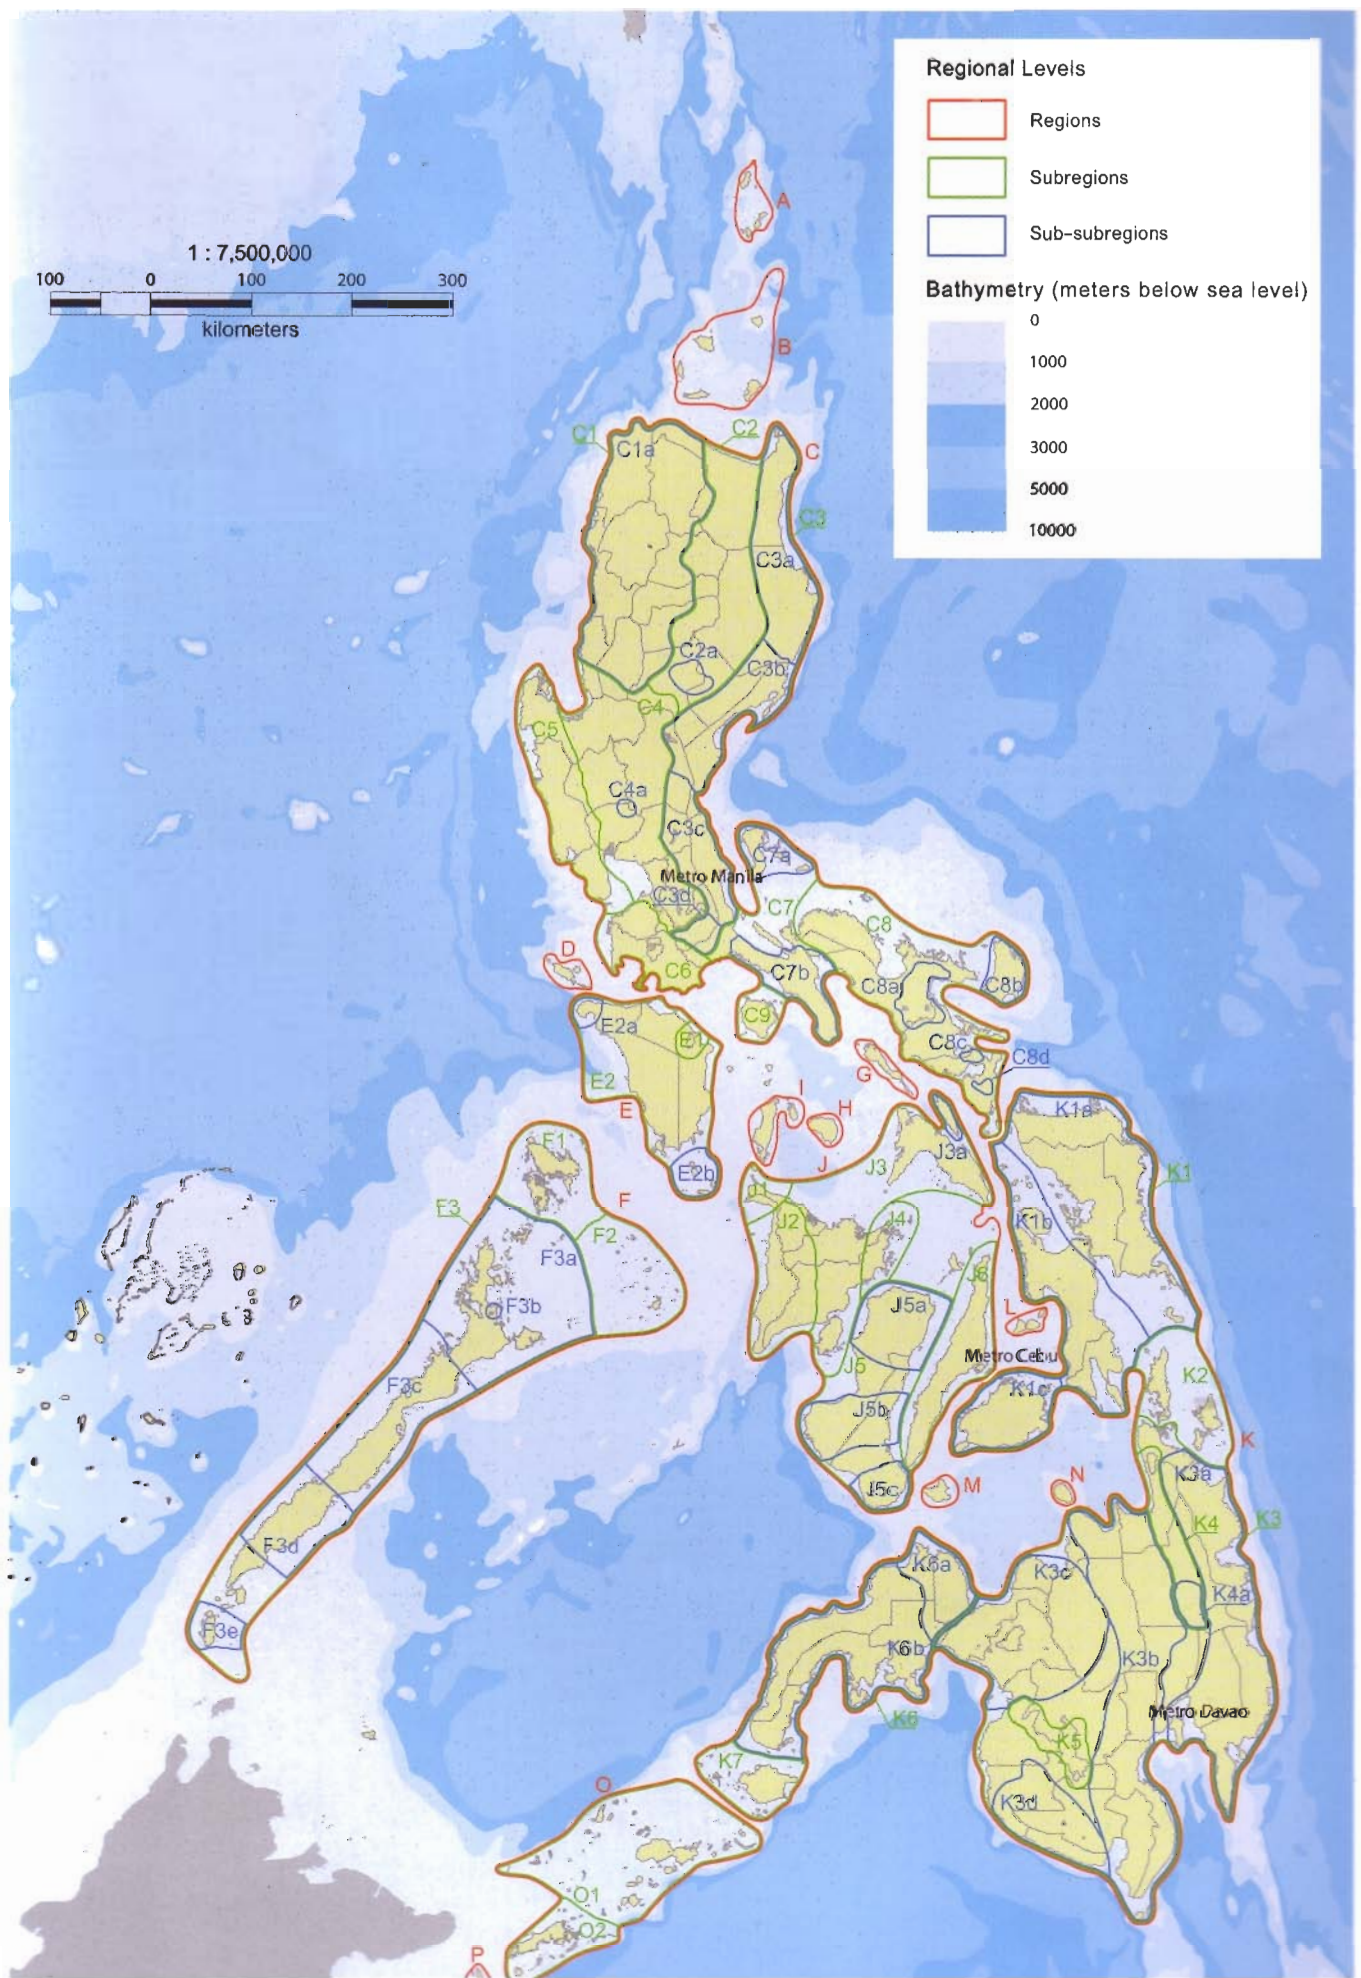 Regional Levels
Regions
Subregions
Sub-subregions
Bathymetry (meters below sea level)
0
1000
2000
3000
5000
10000
1 : 7,500,000
100 0 100 200 300
kilometers
A
B
C1
C1a
C2
C
C3
C3a
C2a
C3b
C4
C5
C4a
C3c
C7a
Metro Manila
C3d
C7
C8
D
C6
C7b
C8a
C8b
E2a
C9
E1
C8c
C8d
E2
G
E
I
H
K1a
F1
J3a
J
J3
E2b
K1
F3
F
J1
F2
J2
J4
K1b
F3a
J6
F3b
J5a
L
Metro Cebu
J5
K2
F3c
K1c
J5b
K
K3a
J5c
M
N
K4
K3
F3d
K6a
K3c
K4a
F3e
K6b
K3b
Metro Davao
K6
K5
K7
O
K3d
O1
O2
P